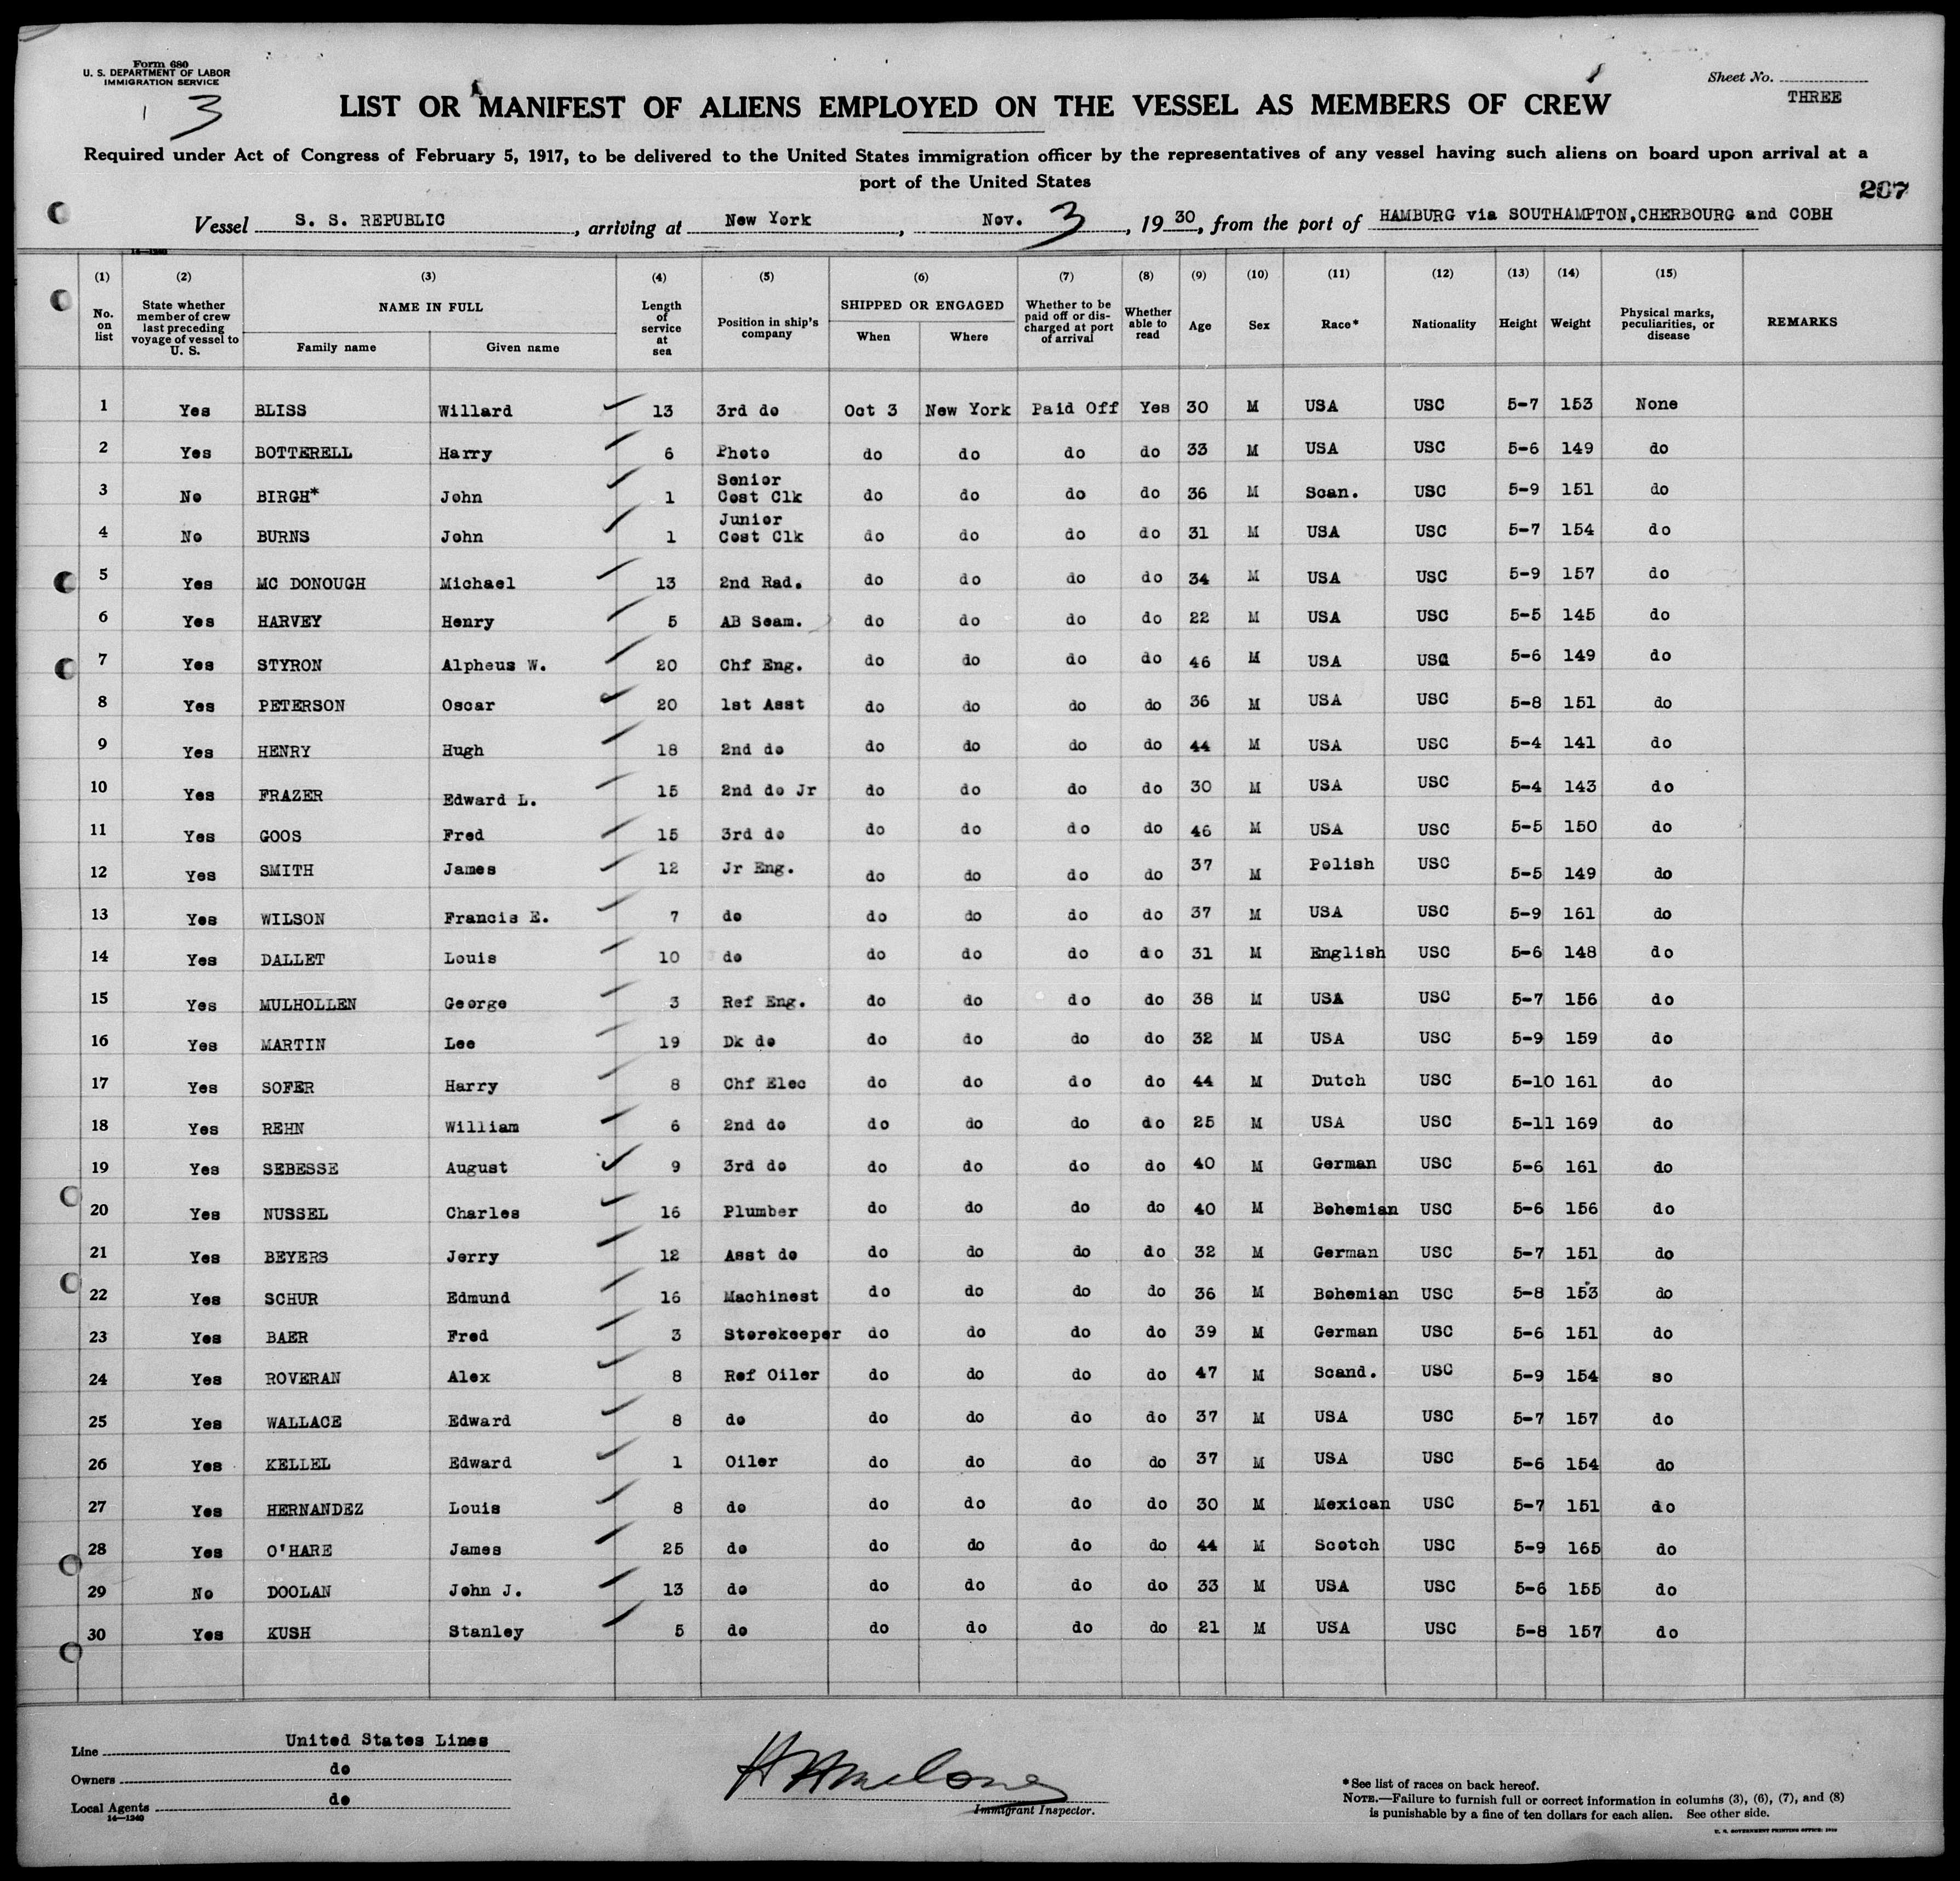 Form 680
U. S. DEPARTMENT OF LABOR
IMMIGRATION SERVICE
3
Sheet No.
THREE
LIST OR MANIFEST OF ALIENS EMPLOYED ON THE VESSEL AS MEMBERS OF CREW
Required under Act of Congress of February 5, 1917, to be delivered to the United States immigration officer by the representatives of any vessel having such aliens on board upon arrival at a
port of the United States
267
Vessel S. S. REPUBLIC, arriving at New York, Nov. 3, 1930, from the port of HAMBURG via SOUTHAMPTON,CHERBOURG and COBH
14—1240
(1) (2) (3) (4) (5) (6) (7) (8) (9) (10) (11) (12) (13) (14) (15)
No. on list State whether member of crew last preceding voyage of vessel to U. S. NAME IN FULL Family name Given name Length of service at sea Position in ship's company SHIPPED OR ENGAGED When Where Whether to be paid off or discharged at port of arrival Whether able to read Age Sex Race* Nationality Height Weight Physical marks, peculiarities, or disease REMARKS
1 Yes BLISS Willard 13 3rd do Oct 3 New York Paid Off Yes 30 M USA USC 5-7 153 None
2 Yes BOTTERELL Harry 6 Photo do do do do 33 M USA USC 5-6 149 do
3 No BIRGH* John 1 Senior Cost Clk do do do do 36 M Scan. USC 5-9 151 do
4 No BURNS John 1 Junior Cost Clk do do do do 31 M USA USC 5-7 154 do
5 Yes MC DONOUGH Michael 13 2nd Rad. do do do do 34 M USA USC 5-9 157 do
6 Yes HARVEY Henry 5 AB Seam. do do do do 22 M USA USC 5-5 145 do
7 Yes STYRON Alpheus W. 20 Chf Eng. do do do do 46 M USA USC 5-6 149 do
8 Yes PETERSON Oscar 20 1st Asst do do do do 36 M USA USC 5-8 151 do
9 Yes HENRY Hugh 18 2nd do do do do do 44 M USA USC 5-4 141 do
10 Yes FRAZER Edward L. 15 2nd do Jr do do do do 30 M USA USC 5-4 143 do
11 Yes GOOS Fred 15 3rd do do do do do 46 M USA USC 5-5 150 do
12 Yes SMITH James 12 Jr Eng. do do do do 37 M Polish USC 5-5 149 do
13 Yes WILSON Francis E. 7 do do do do do 37 M USA USC 5-9 161 do
14 Yes DALLET Louis 10 do do do do do 31 M English USC 5-6 148 do
15 Yes MULHOLLEN George 3 Ref Eng. do do do do 38 M USA USC 5-7 156 do
16 Yes MARTIN Lee 19 Dk do do do do do 32 M USA USC 5-9 159 do
17 Yes SOFER Harry 8 Chf Elec do do do do 44 M Dutch USC 5-10 161 do
18 Yes REHN William 6 2nd do do do do do 25 M USA USC 5-11 169 do
19 Yes SEBESSE August 9 3rd do do do do do 40 M German USC 5-6 161 do
20 Yes NUSSEL Charles 16 Plumber do do do do 40 M Bohemian USC 5-6 156 do
21 Yes BEYERS Jerry 12 Asst do do do do do 32 M German USC 5-7 151 do
22 Yes SCHUR Edmund 16 Machinest do do do do 36 M Bohemian USC 5-8 153 do
23 Yes BAER Fred 3 Storekeeper do do do do 39 M German USC 5-6 151 do
24 Yes ROVERAN Alex 8 Ref Oiler do do do do 47 M Scand. USC 5-9 154 so
25 Yes WALLACE Edward 8 do do do do do 37 M USA USC 5-7 157 do
26 Yes KELLEL Edward 1 Oiler do do do do 37 M USA USC 5-6 154 do
27 Yes HERNANDEZ Louis 8 do do do do do 30 M Mexican USC 5-7 151 do
28 Yes O'HARE James 25 do do do do do 44 M Scotch USC 5-9 165 do
29 No DOOLAN John J. 13 do do do do do 33 M USA USC 5-6 155 do
30 Yes KUSH Stanley 5 do do do do do 21 M USA USC 5-8 157 do
Line United States Lines
Owners do
Local Agents do
14—1240
Immigrant Inspector.
*See list of races on back hereof.
NOTE.—Failure to furnish full or correct information in columns (3), (6), (7), and (8)
is punishable by a fine of ten dollars for each alien. See other side.
U. S. GOVERNMENT PRINTING OFFICE: